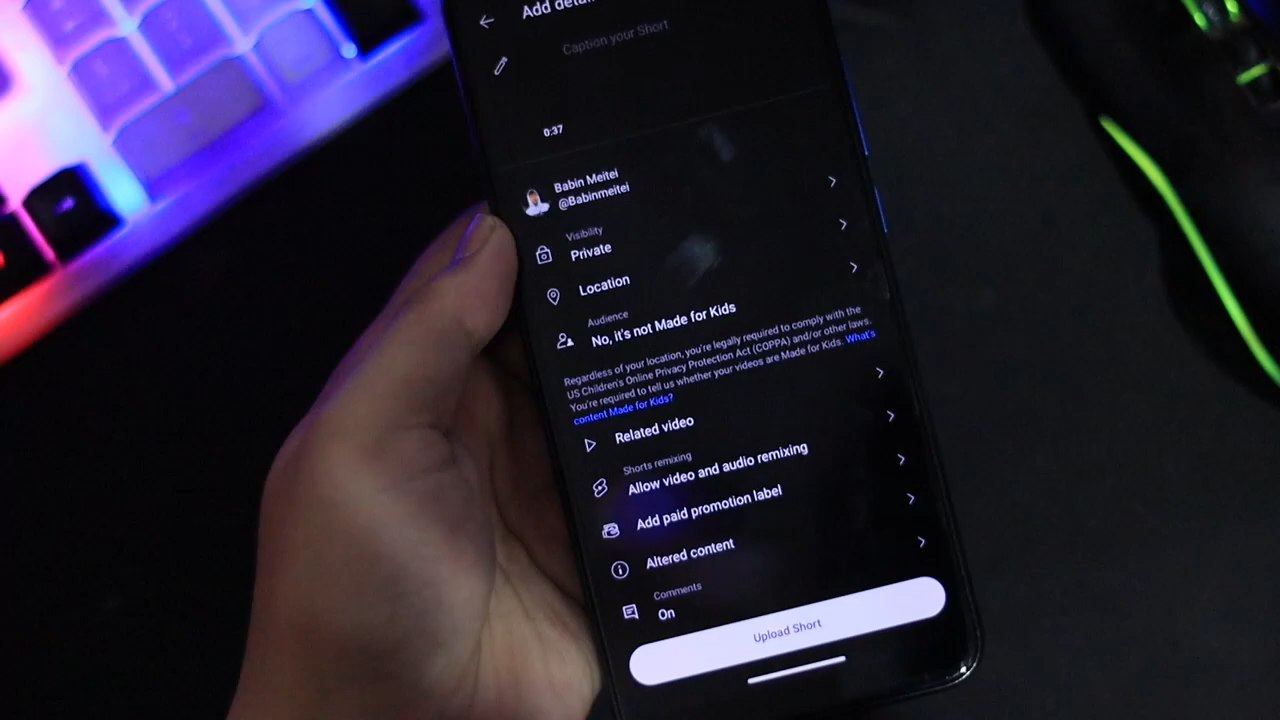 Add
Caption your Short
0:37
Babin Meitei
@Babinmeitei
Visibility
Private
Location
Audience
No, it's not Made for Kids
Regardless of your location, you're legally required to comply with the
US Children's Online Privacy Protection Act (COPPA) and/or other laws.
You're required to tell us whether your videos are Made for Kids. What's
content Made for Kids?
Related video
Shorts remixing
Allow video and audio remixing
Add paid promotion label
Altered content
Comments
On
Upload Short